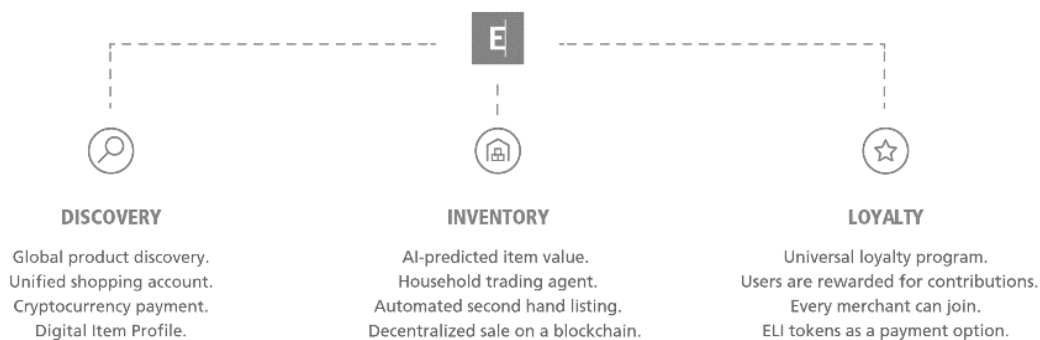 E
DISCOVERY
Global product discovery.
Unified shopping account.
Cryptocurrency payment.
Digital Item Profile.
INVENTORY
AI-predicted item value.
Household trading agent.
Automated second hand listing.
Decentralized sale on a blockchain.
LOYALTY
Universal loyalty program.
Users are rewarded for contributions.
Every merchant can join.
ELI tokens as a payment option.